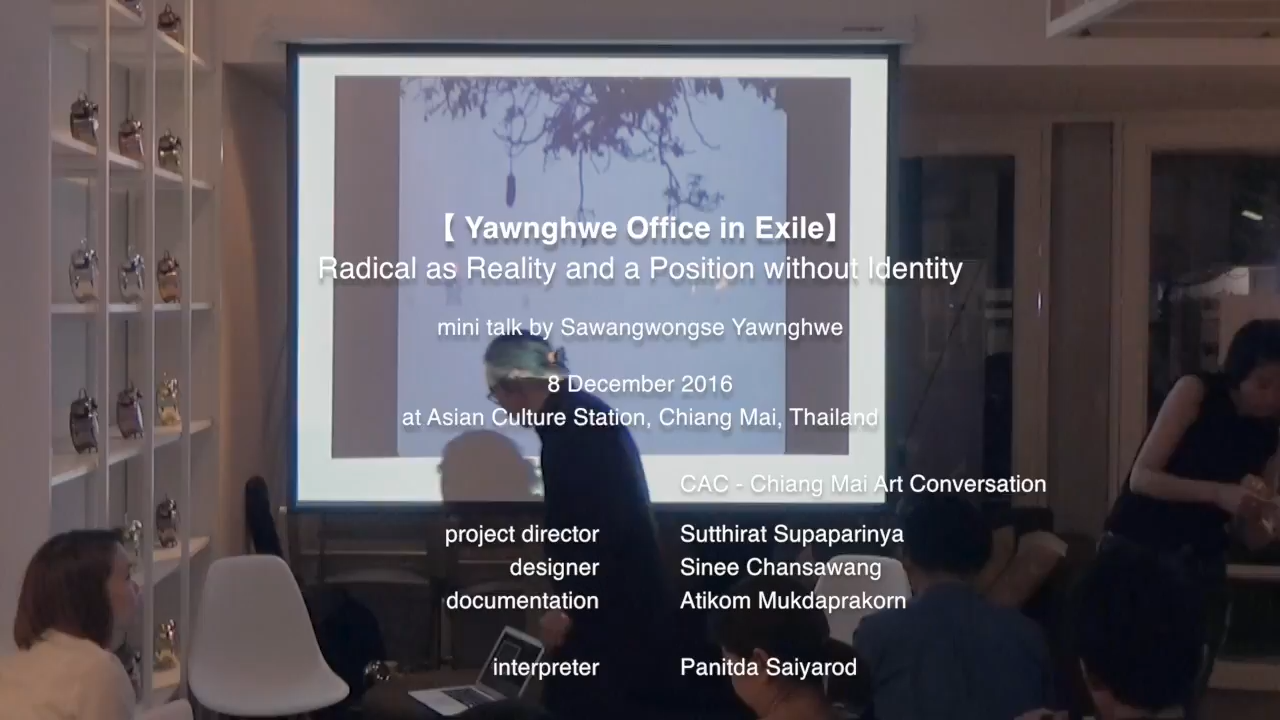 【 Yawnghwe Office in Exile】
Radical as Reality and a Position without Identity
mini talk by Sawangwongse Yawnghwe
8 December 2016
at Asian Culture Station, Chiang Mai, Thailand
CAC - Chiang Mai Art Conversation
project director Sutthirat Supaparinya
designer Sinee Chansawang
documentation Atikom Mukdaprakorn
interpreter Panitda Saiyarod